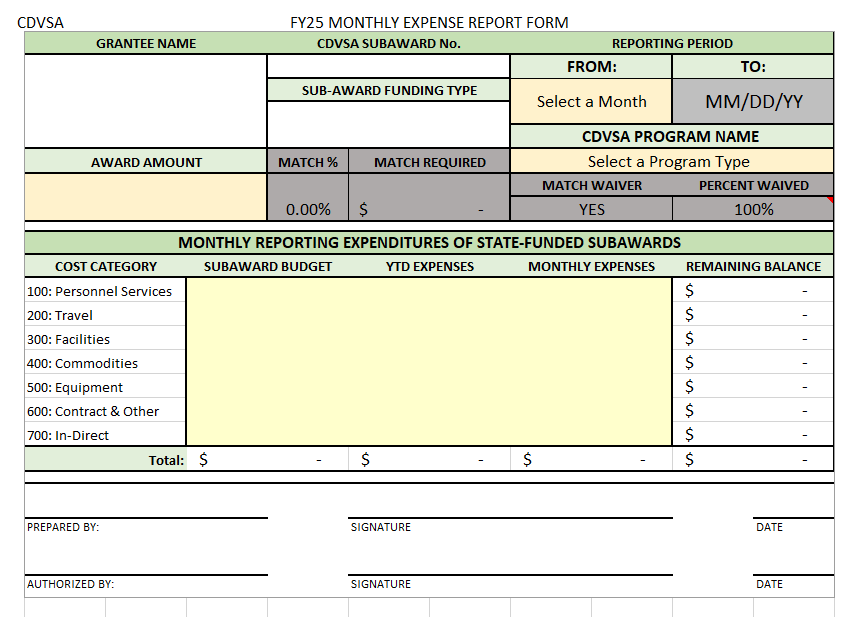 CDVSA FY25 MONTHLY EXPENSE REPORT FORM
GRANTEE NAME CDVSA SUBAWARD No. REPORTING PERIOD
FROM: TO:
SUB-AWARD FUNDING TYPE
Select a Month MM/DD/YY
CDVSA PROGRAM NAME
AWARD AMOUNT MATCH % MATCH REQUIRED Select a Program Type
MATCH WAIVER PERCENT WAIVED
0.00% $ - YES 100%
MONTHLY REPORTING EXPENDITURES OF STATE-FUNDED SUBAWARDS
COST CATEGORY SUBAWARD BUDGET YTD EXPENSES MONTHLY EXPENSES REMAINING BALANCE
100: Personnel Services $ -
200: Travel $ -
300: Facilities $ -
400: Commodities $ -
500: Equipment $ -
600: Contract & Other $ -
700: In-Direct $ -
Total: $ - $ - $ - $ -
PREPARED BY: SIGNATURE DATE
AUTHORIZED BY: SIGNATURE DATE